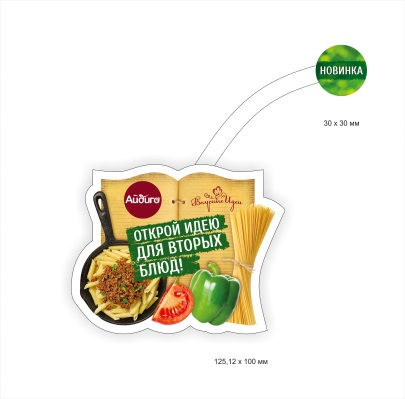 НОВИНКА
30 x 30 мм
Айдиго
Вкусные Идеи
ОТКРОЙ ИДЕЮ
ДЛЯ ВТОРЫХ
БЛЮД!
125,12 x 100 мм